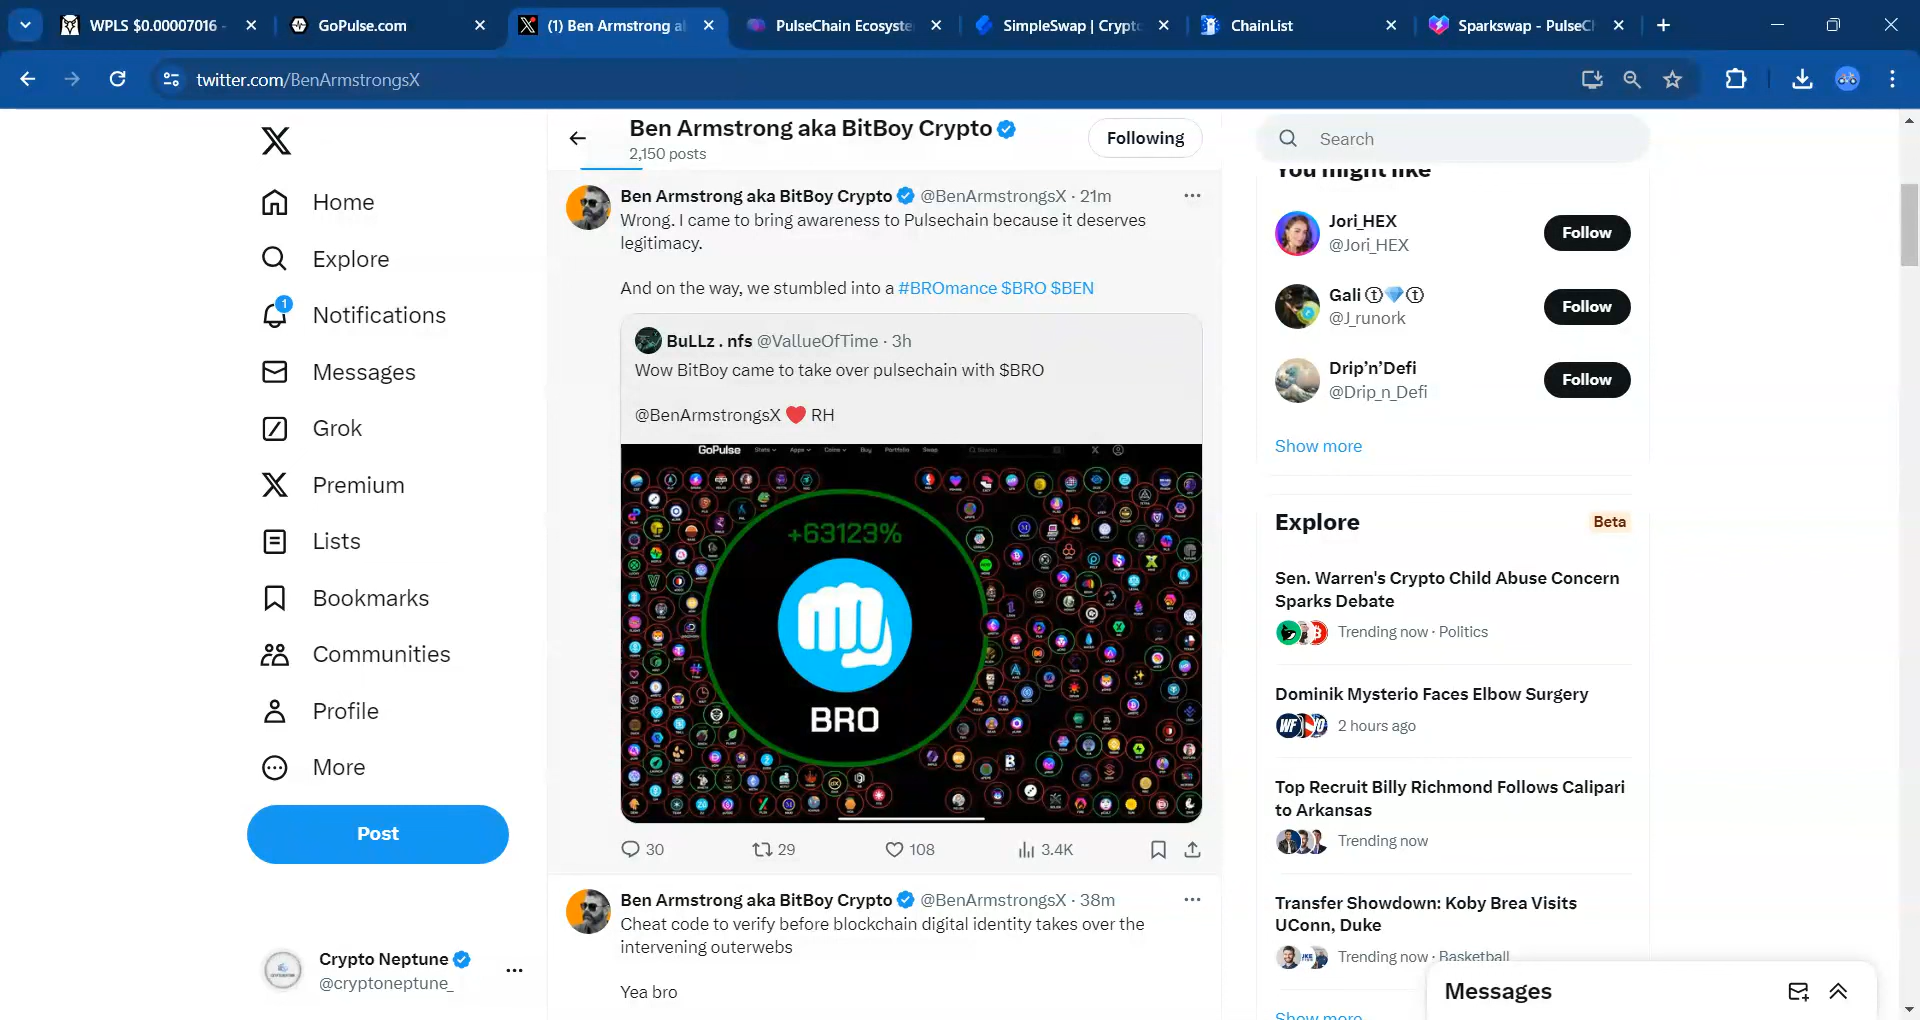 WPLS $0.00007016 -
GoPulse.com
(1) Ben Armstrong a
PulseChain Ecosyste
SimpleSwap | Crypt
ChainList
Sparkswap - PulseC
twitter.com/BenArmstrongsX
Home
Explore
Notifications
1
Messages
Grok
Premium
Lists
Bookmarks
Communities
Profile
More
Post
Crypto Neptune
@cryptoneptune_
Ben Armstrong aka BitBoy Crypto
2,150 posts
Following
Ben Armstrong aka BitBoy Crypto @BenArmstrongsX · 21m
Wrong. I came to bring awareness to Pulsechain because it deserves
legitimacy.
And on the way, we stumbled into a #BROmance $BRO $BEN
BuLLz . nfs @VallueOfTime · 3h
Wow BitBoy came to take over pulsechain with $BRO
@BenArmstrongsX ❤️ RH
GoPulse Stats Apps Coins Buy Portfolio Swap Search X
+63123%
BRO
30 29 108 3.4K
Ben Armstrong aka BitBoy Crypto @BenArmstrongsX · 38m
Cheat code to verify before blockchain digital identity takes over the
intervening outerwebs
Yea bro
Search
You might like
Jori_HEX
@Jori_HEX
Follow
Gali ⓣ💎ⓣ
@J_runork
Follow
Drip’n’Defi
@Drip_n_Defi
Follow
Show more
Explore
Beta
Sen. Warren's Crypto Child Abuse Concern
Sparks Debate
Trending now · Politics
Dominik Mysterio Faces Elbow Surgery
2 hours ago
Top Recruit Billy Richmond Follows Calipari
to Arkansas
Trending now
Transfer Showdown: Koby Brea Visits
UConn, Duke
Trending now · Basketball
Show more
Messages